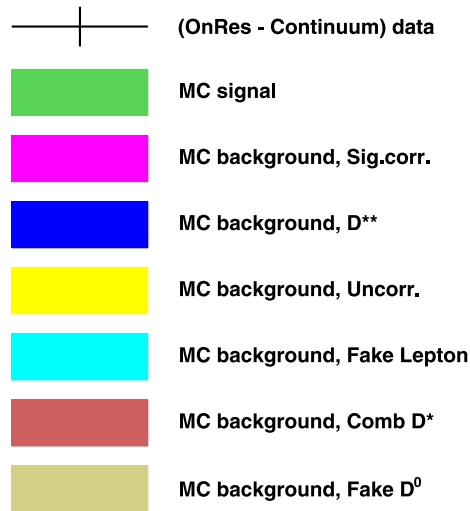 (OnRes - Continuum) data
MC signal
MC background, Sig.corr.
MC background, D**
MC background, Uncorr.
MC background, Fake Lepton
MC background, Comb D*
MC background, Fake D⁰